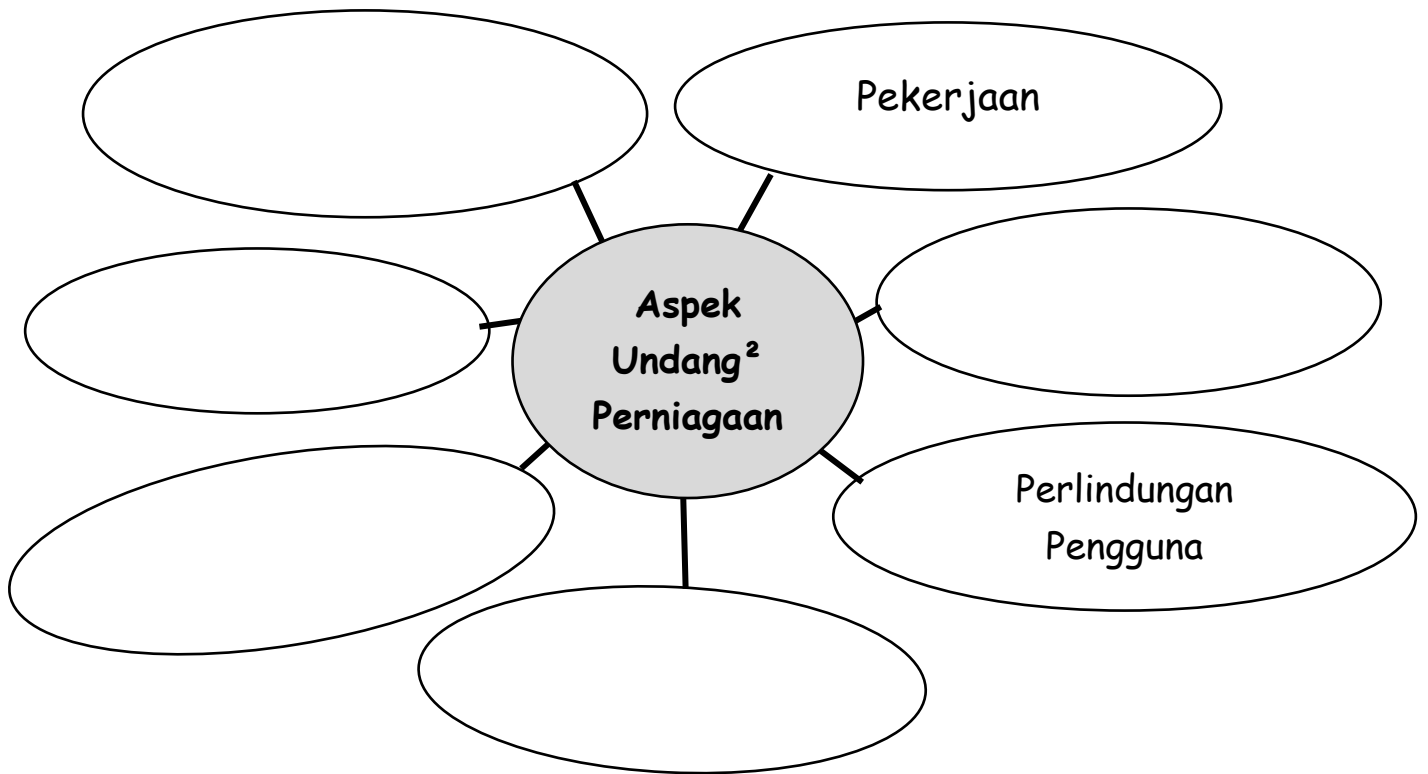 Pekerjaan
Aspek
Undang²
Perniagaan
Perlindungan
Pengguna